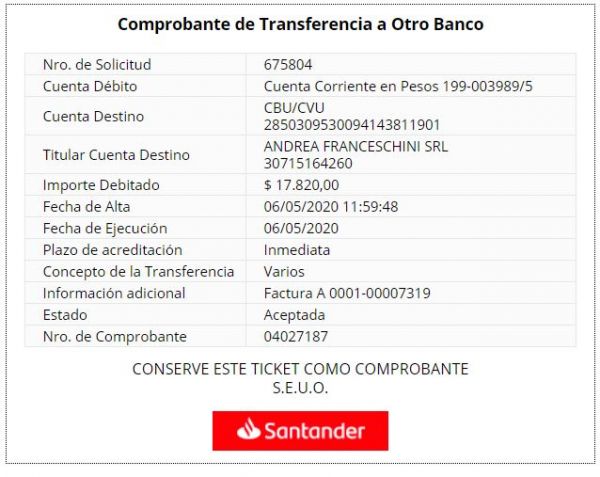 Comprobante de Transferencia a Otro Banco
Nro. de Solicitud 675804
Cuenta Débito Cuenta Corriente en Pesos 199-003989/5
Cuenta Destino CBU/CVU
2850309530094143811901
Titular Cuenta Destino ANDREA FRANCESCHINI SRL
30715164260
Importe Debitado $ 17.820,00
Fecha de Alta 06/05/2020 11:59:48
Fecha de Ejecución 06/05/2020
Plazo de acreditación Inmediata
Concepto de la Transferencia Varios
Información adicional Factura A 0001-00007319
Estado Aceptada
Nro. de Comprobante 04027187
CONSERVE ESTE TICKET COMO COMPROBANTE
S.E.U.O.
Santander